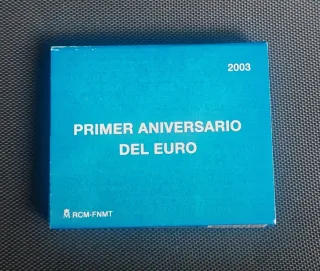 2003
PRIMER ANIVERSARIO
DEL EURO
RCM-FNMT